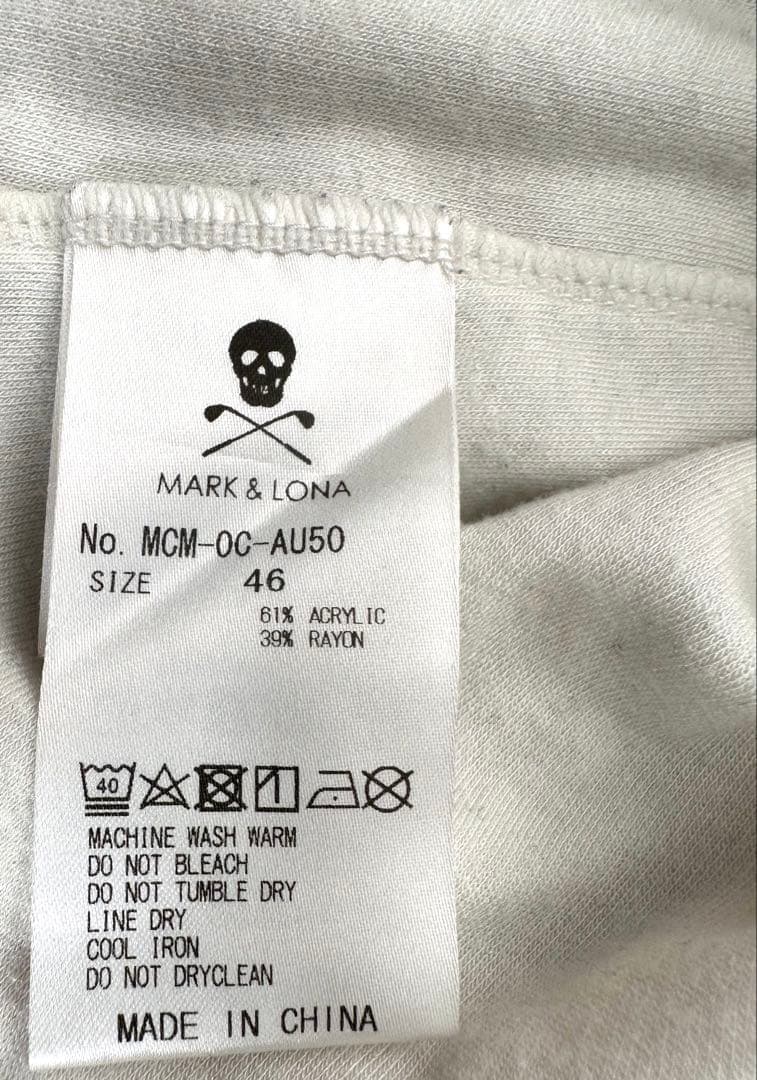 MARK & LONA
No. MCM-OC-AU50
SIZE 46
61% ACRYLIC
39% RAYON
40
MACHINE WASH WARM
DO NOT BLEACH
DO NOT TUMBLE DRY
LINE DRY
COOL IRON
DO NOT DRYCLEAN
MADE IN CHINA